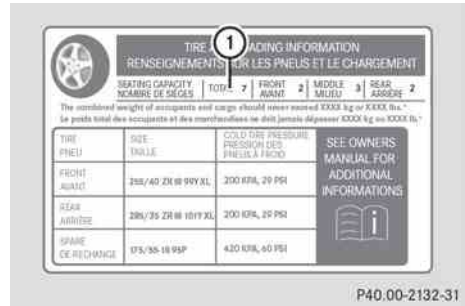 1
TIRE AND LOADING INFORMATION
RENSEIGNEMENTS SUR LES PNEUS ET LE CHARGEMENT
SEATING CAPACITY TOTAL 7 FRONT 2 MIDDLE 3 REAR 2
NOMBRE DE SIÈGES AVANT MILIEU ARRIÈRE
The combined weight of occupants and cargo should never exceed XXXX kg or XXXX lbs.*
Le poids total des occupants et des marchandises ne doit jamais dépasser XXXX kg ou XXXX lb.*
TIRE SIZE COLD TIRE PRESSURE
PNEU TAILLE PRESSION DES PNEUS À FROID
SEE OWNERS
MANUAL FOR
ADDITIONAL
INFORMATIONS
FRONT
AVANT
255/40 ZR 18 99Y XL 200 KPA, 29 PSI
REAR
ARRIÈRE
285/35 ZR 18 101Y XL 200 KPA, 29 PSI
SPARE
DE RECHANGE
175/55-18 95P 420 KPA, 60 PSI
P40.00-2132-31